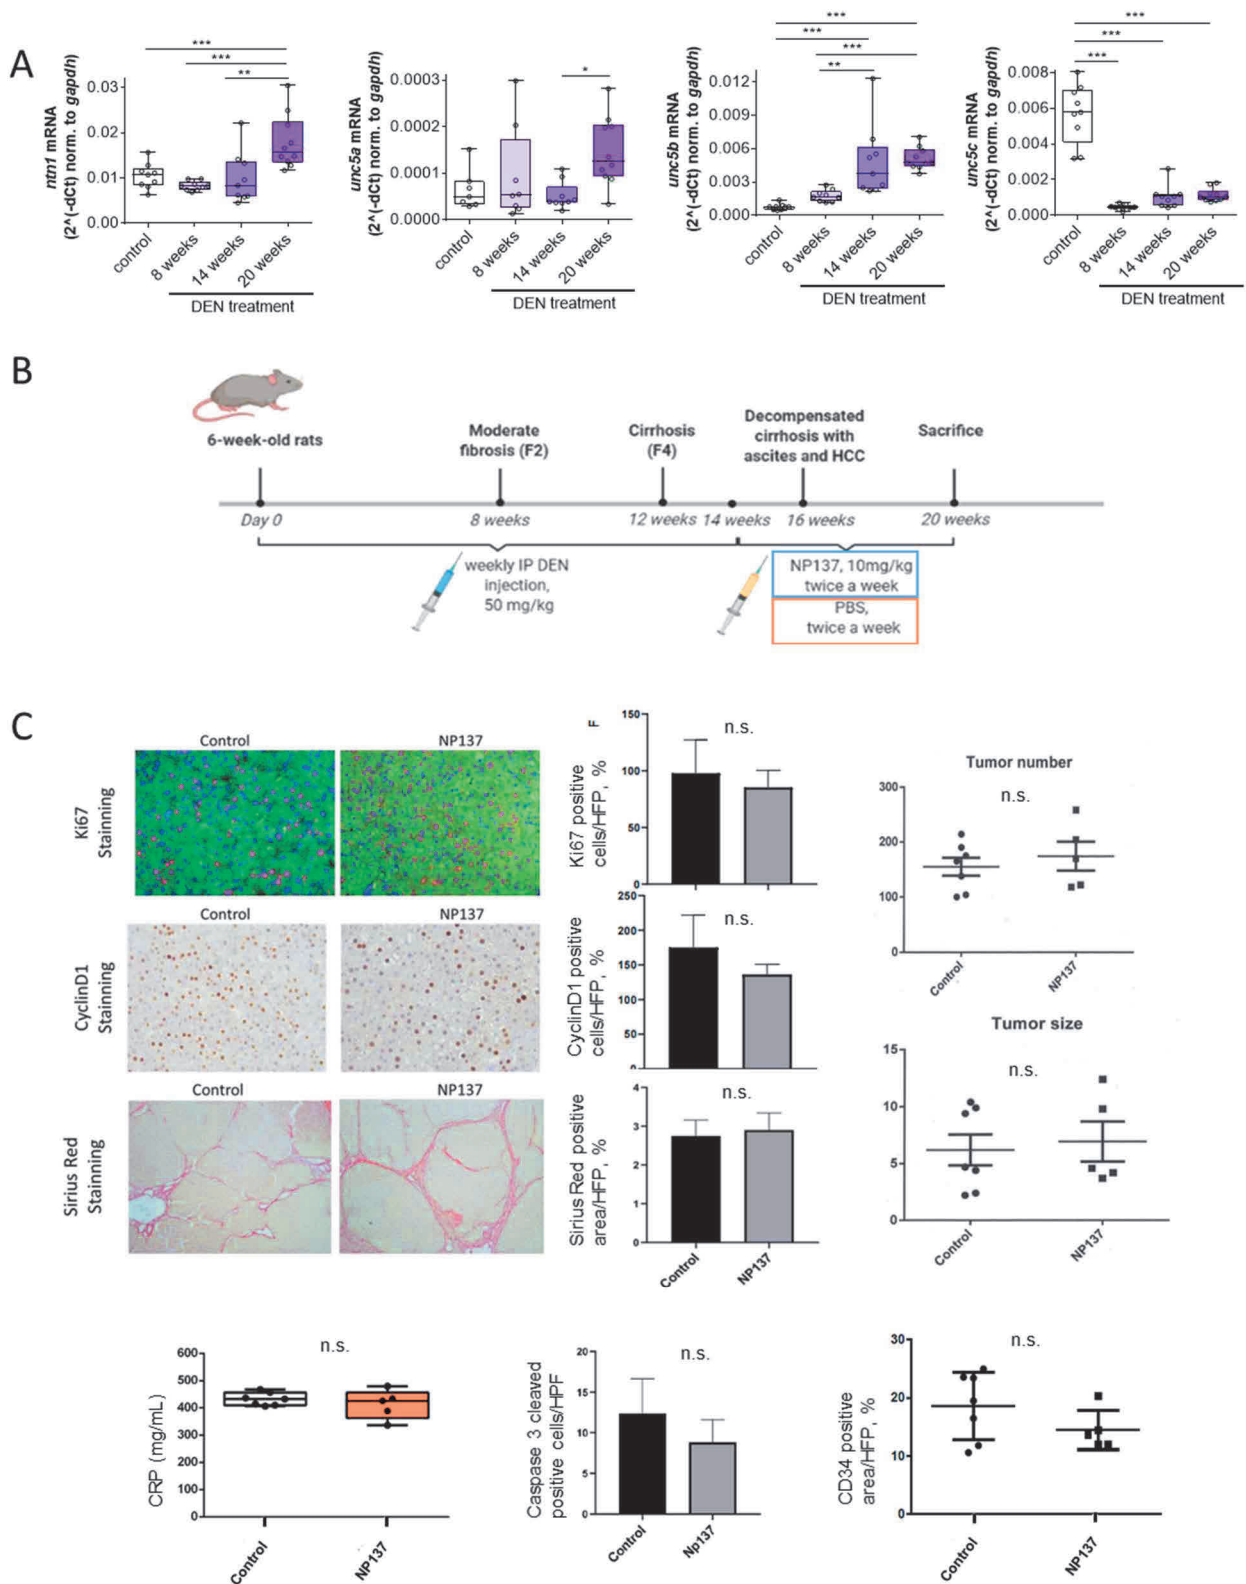 A
ntn1 mRNA
(2^(-dCt) norm. to gapdh)
0.03
0.02
0.01
0.00
***
***
**
control
8 weeks
14 weeks
20 weeks
DEN treatment
unc5a mRNA
(2^(-dCt) norm. to gapdh)
0.0003
0.0002
0.0001
0.0000
*
control
8 weeks
14 weeks
20 weeks
DEN treatment
unc5b mRNA
(2^(-dCt) norm. to gapdh)
0.012
0.009
0.006
0.003
0.000
***
***
***
**
control
8 weeks
14 weeks
20 weeks
DEN treatment
unc5c mRNA
(2^(-dCt) norm. to gapdh)
0.008
0.006
0.004
0.002
0.000
***
***
***
control
8 weeks
14 weeks
20 weeks
DEN treatment
B
6-week-old rats
Moderate
fibrosis (F2)
Cirrhosis
(F4)
Decompensated
cirrhosis with
ascites and HCC
Sacrifice
Day 0
8 weeks
12 weeks
14 weeks
16 weeks
20 weeks
weekly IP DEN
injection,
50 mg/kg
NP137, 10mg/kg
twice a week
PBS,
twice a week
C
Control
NP137
Ki67
Stainning
Control
NP137
CyclinD1
Stainning
Control
NP137
Sirius Red
Stainning
F
Ki67 positive
cells/HFP, %
150
100
50
0
n.s.
CyclinD1 positive
cells/HFP, %
250
200
150
100
50
n.s.
Sirius Red positive
area/HFP, %
4
3
2
1
0
n.s.
Control
NP137
Tumor number
300
200
100
0
n.s.
Control
NP137
Tumor size
15
10
5
0
n.s.
Control
NP137
CRP (mg/mL)
600
500
400
300
200
100
0
n.s.
Control
NP137
Caspase 3 cleaved
positive cells/HPF
20
15
10
5
0
n.s.
Control
Np137
CD34 positive
area/HFP, %
30
20
10
0
n.s.
Control
NP137